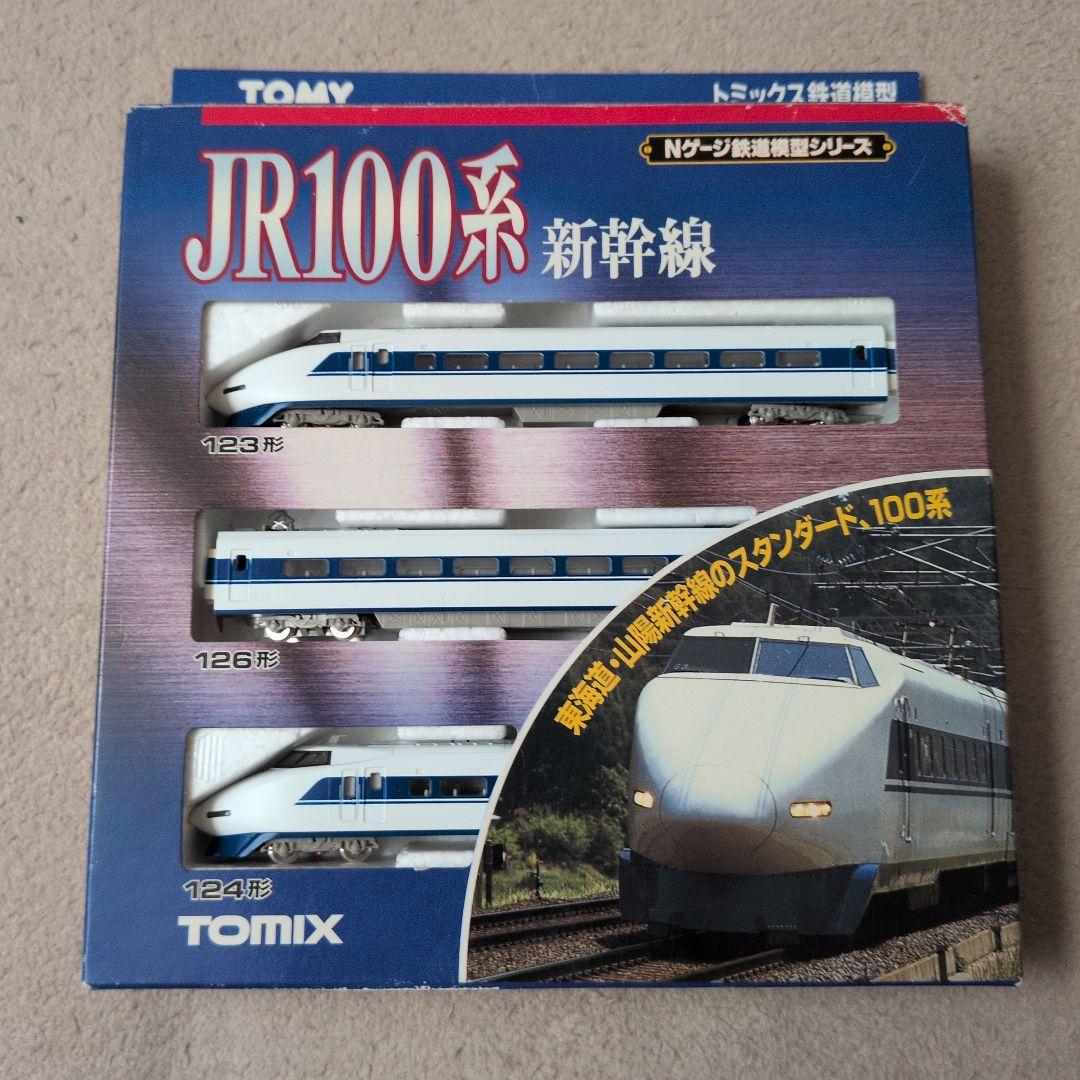 TOMY
トミックス鉄道模型
Nゲージ鉄道模型シリーズ
JR100系
新幹線
123形
126形
東海道・山陽新幹線のスタンダード、100系
124形
TOMIX